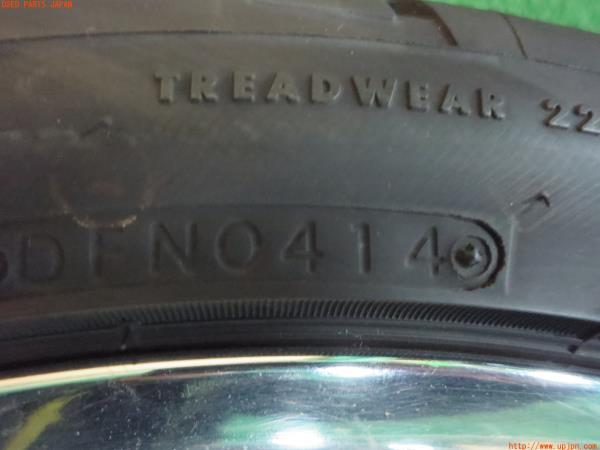 USED PARTS JAPAN
TREADWEAR 22
DFN0414
http://www.upjpn.com